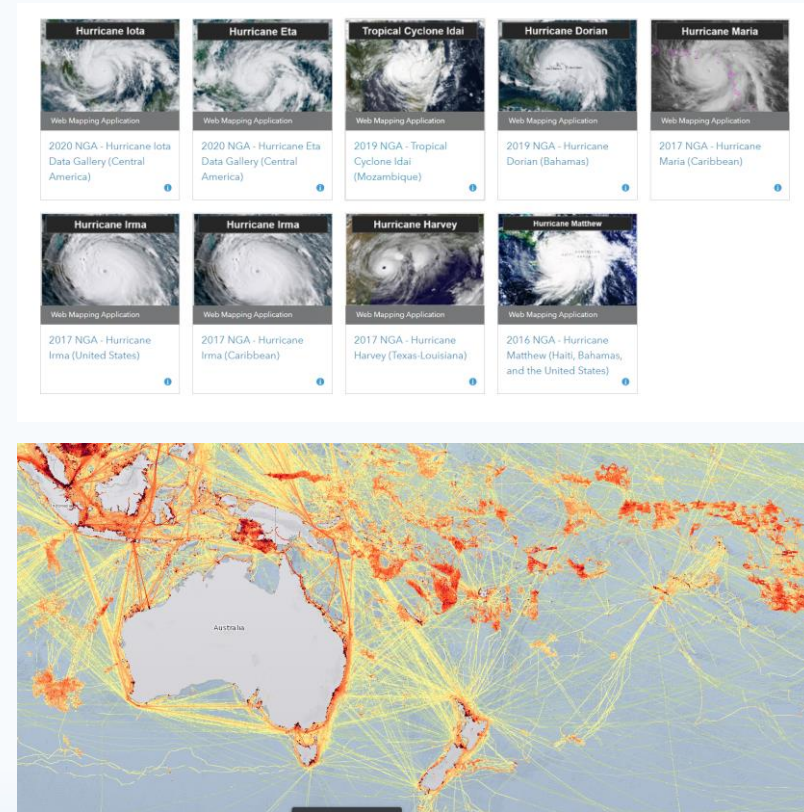 Hurricane Iota
Web Mapping Application
2020 NGA - Hurricane Iota
Data Gallery (Central
America)
Hurricane Eta
Web Mapping Application
2020 NGA - Hurricane Eta
Data Gallery (Central
America)
Tropical Cyclone Idai
Web Mapping Application
2019 NGA - Tropical
Cyclone Idai
(Mozambique)
Hurricane Dorian
Web Mapping Application
2019 NGA - Hurricane
Dorian (Bahamas)
Hurricane Maria
Web Mapping Application
2017 NGA - Hurricane
Maria (Caribbean)
Hurricane Irma
Web Mapping Application
2017 NGA - Hurricane
Irma (United States)
Hurricane Irma
Web Mapping Application
2017 NGA - Hurricane
Irma (Caribbean)
Hurricane Harvey
Web Mapping Application
2017 NGA - Hurricane
Harvey (Texas-Louisiana)
Hurricane Matthew
Web Mapping Application
2016 NGA - Hurricane
Matthew (Haiti, Bahamas,
and the United States)
Australia